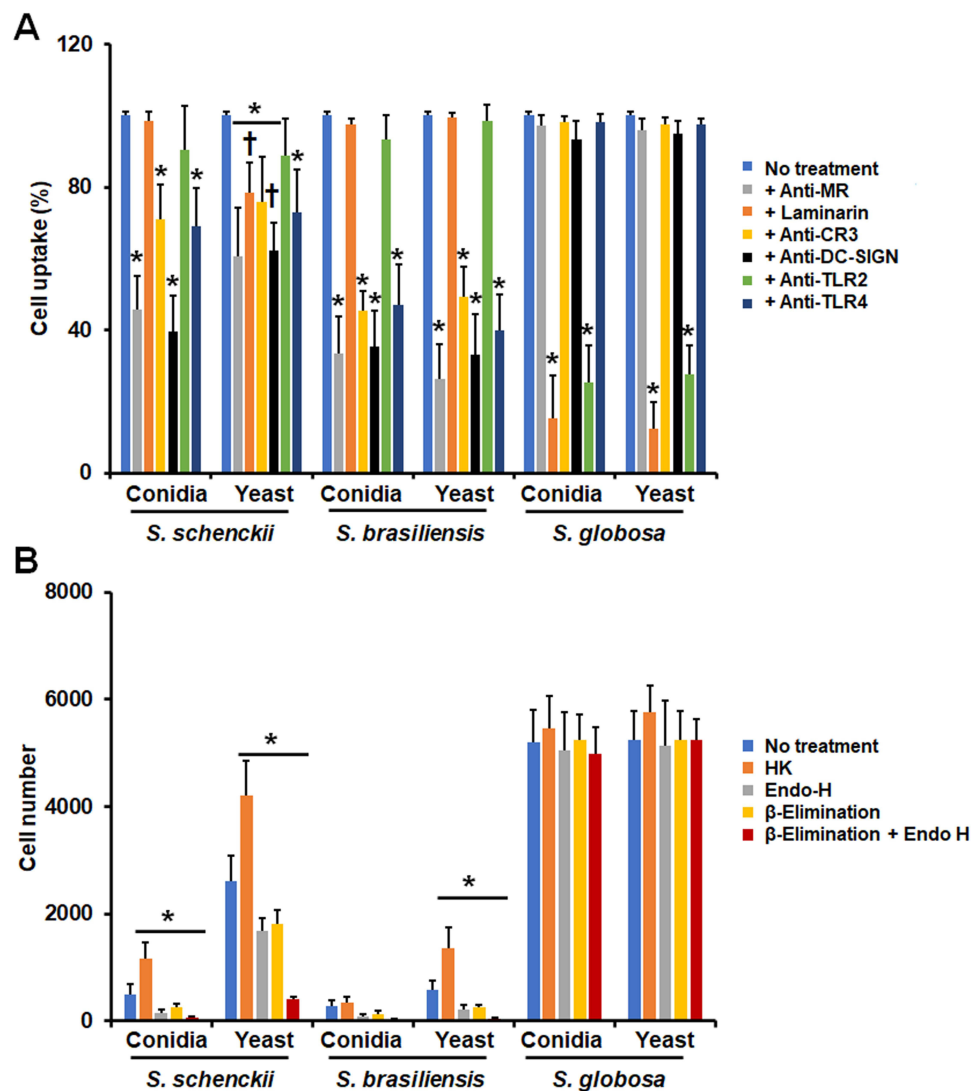 A
Cell uptake (%)
120
80
40
0
* * * *
* † † *
* * * *
* * * *
* *
* *
Conidia Yeast Conidia Yeast Conidia Yeast
S. schenckii S. brasiliensis S. globosa
No treatment
+ Anti-MR
+ Laminarin
+ Anti-CR3
+ Anti-DC-SIGN
+ Anti-TLR2
+ Anti-TLR4
B
Cell number
8000
6000
4000
2000
0
* * *
Conidia Yeast Conidia Yeast Conidia Yeast
S. schenckii S. brasiliensis S. globosa
No treatment
HK
Endo-H
β-Elimination
β-Elimination + Endo H